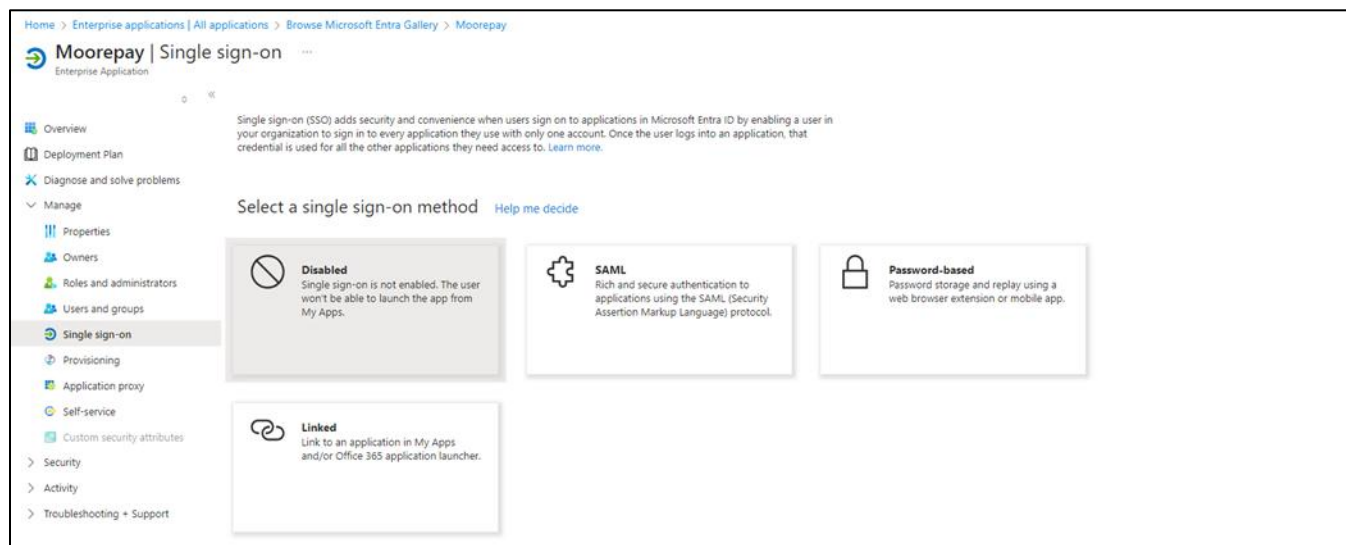 Home > Enterprise applications | All applications > Browse Microsoft Entra Gallery > Moorepay
Moorepay | Single sign-on ...
Enterprise Application
Overview
Deployment Plan
Diagnose and solve problems
Manage
Properties
Owners
Roles and administrators
Users and groups
Single sign-on
Provisioning
Application proxy
Self-service
Custom security attributes
Security
Activity
Troubleshooting + Support
Single sign-on (SSO) adds security and convenience when users sign on to applications in Microsoft Entra ID by enabling a user in
your organization to sign in to every application they use with only one account. Once the user logs into an application, that
credential is used for all the other applications they need access to. Learn more.
Select a single sign-on method Help me decide
Disabled
Single sign-on is not enabled. The user
won't be able to launch the app from
My Apps.
SAML
Rich and secure authentication to
applications using the SAML (Security
Assertion Markup Language) protocol.
Password-based
Password storage and replay using a
web browser extension or mobile app.
Linked
Link to an application in My Apps
and/or Office 365 application launcher.